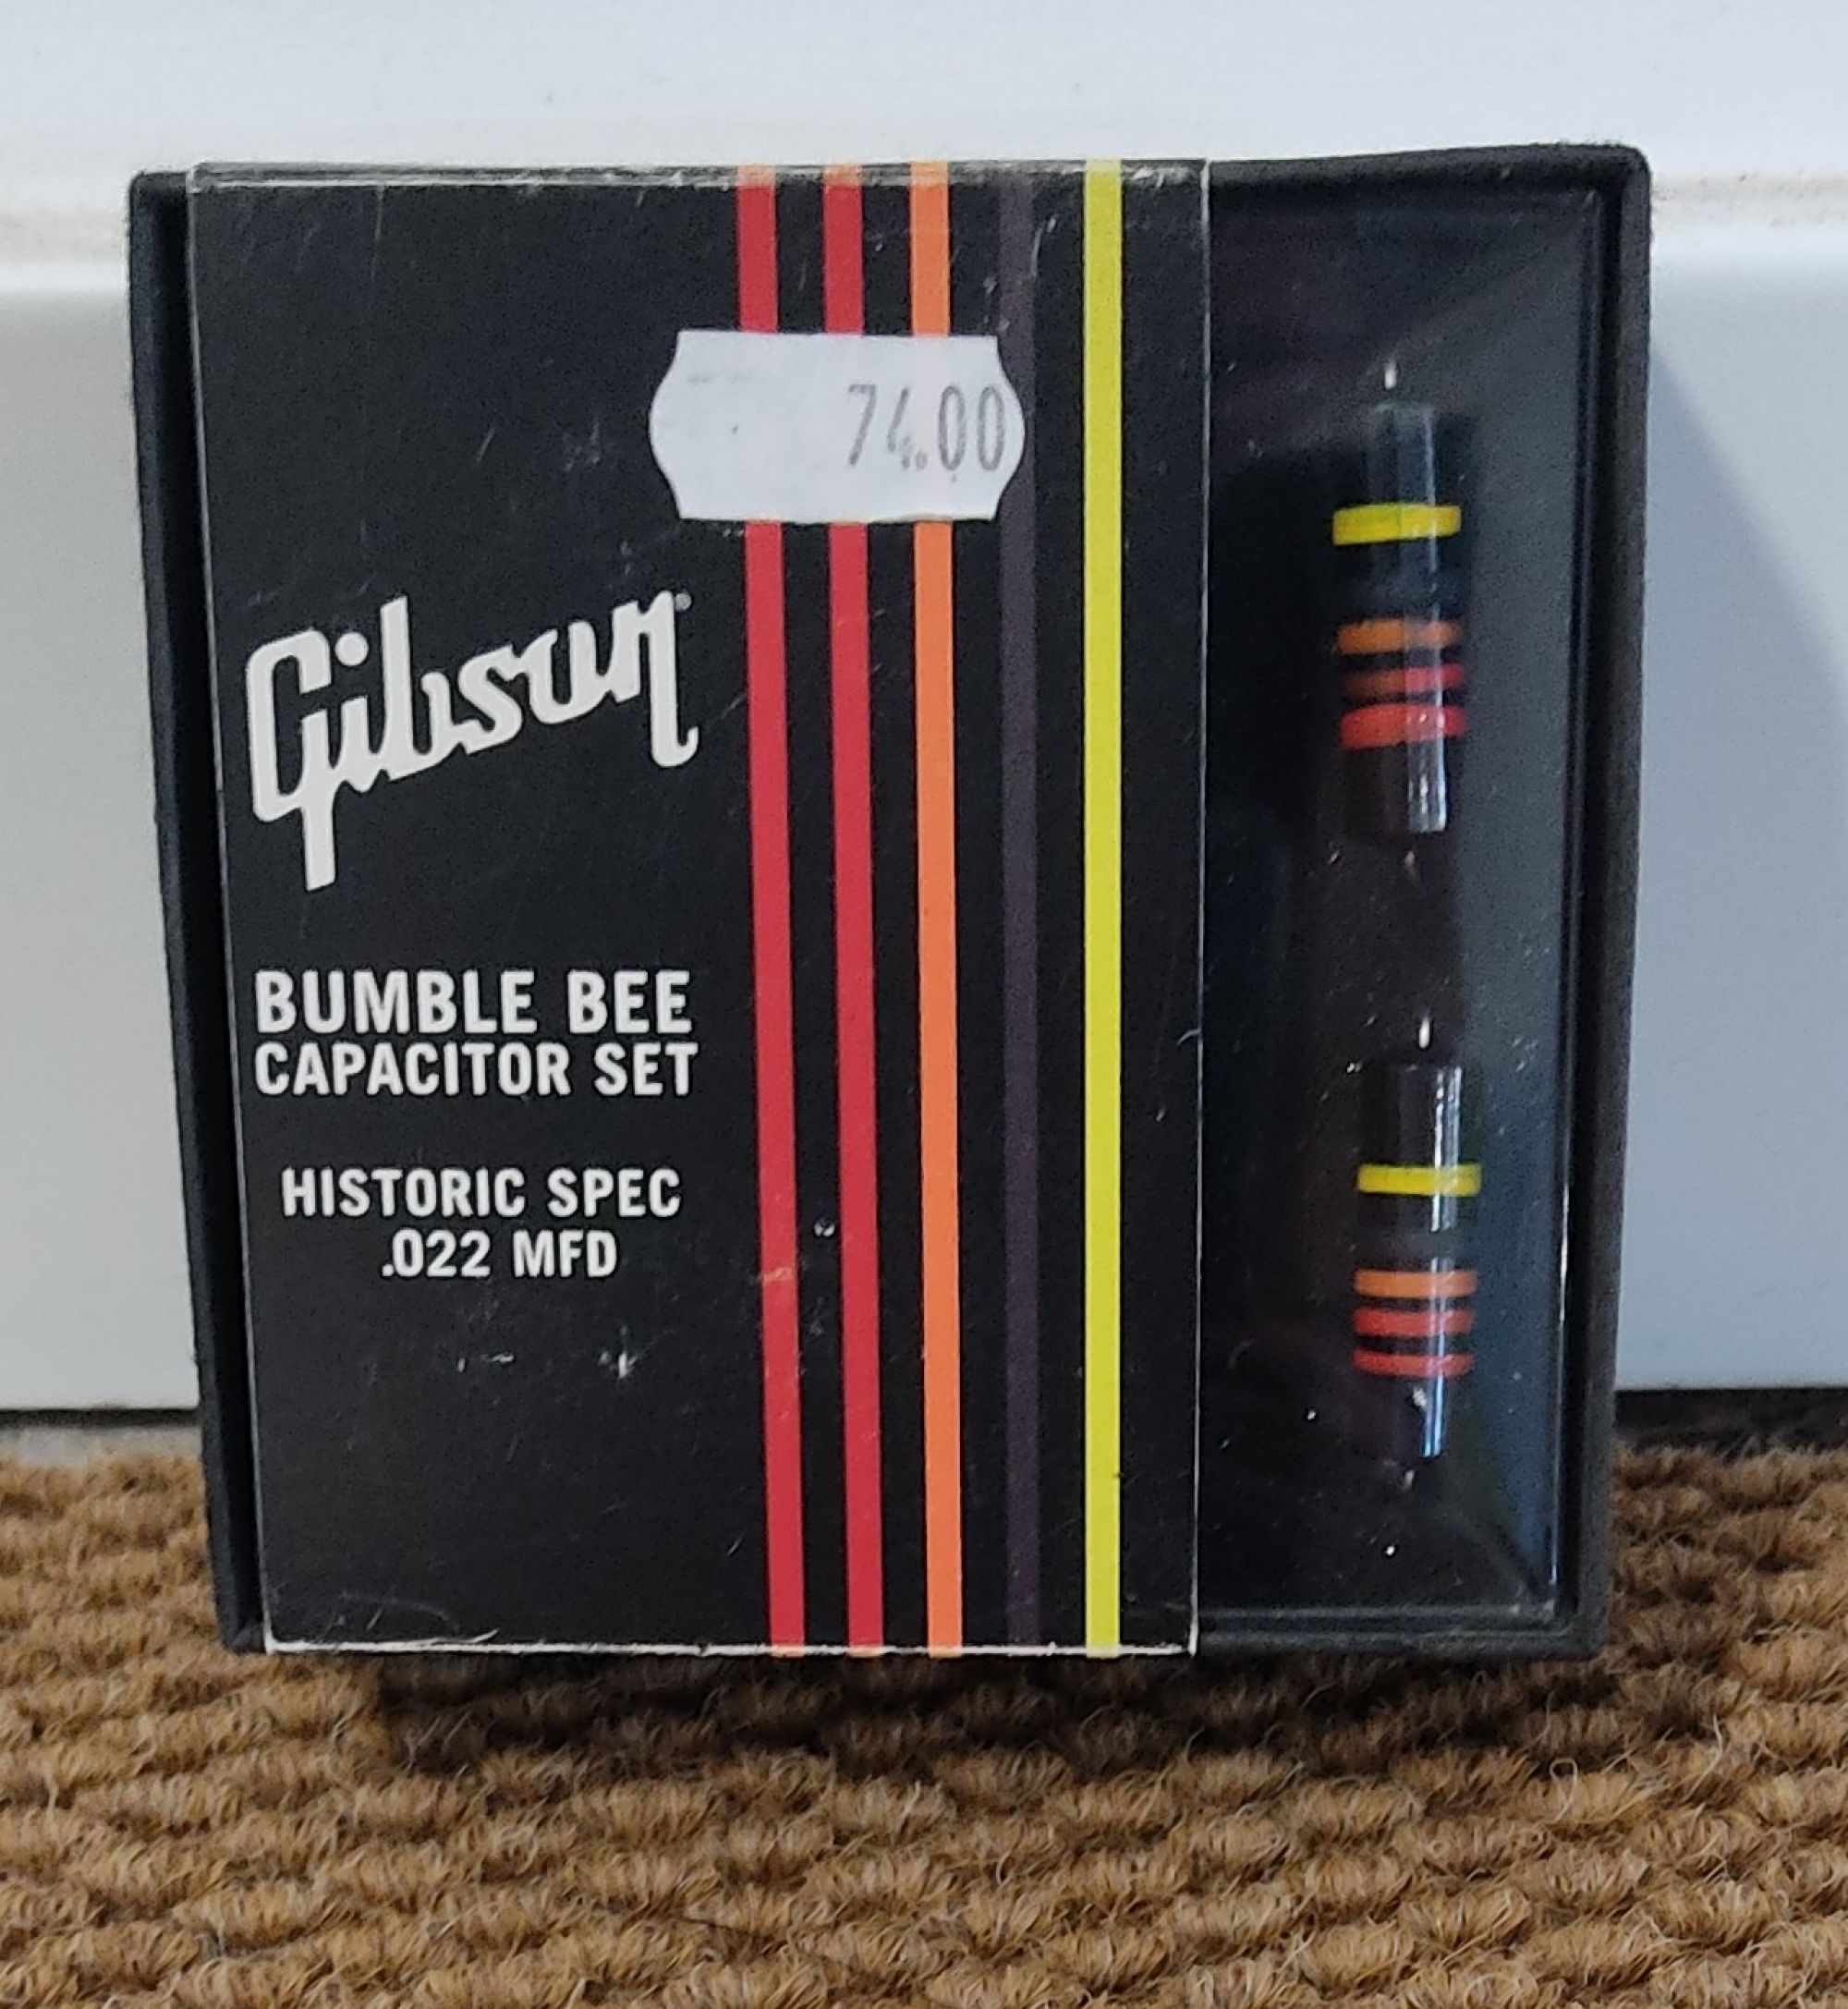 74.00
Gibson
BUMBLE BEE
CAPACITOR SET
HISTORIC SPEC
.022 MFD